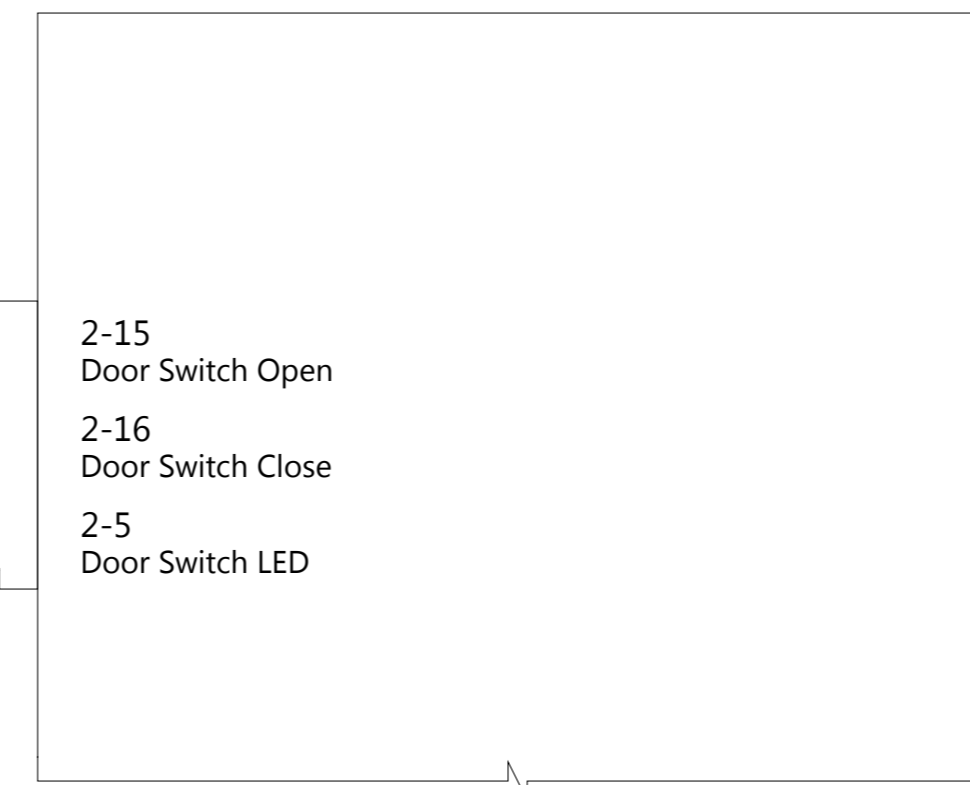 2-15
Door Switch Open
2-16
Door Switch Close
2-5
Door Switch LED